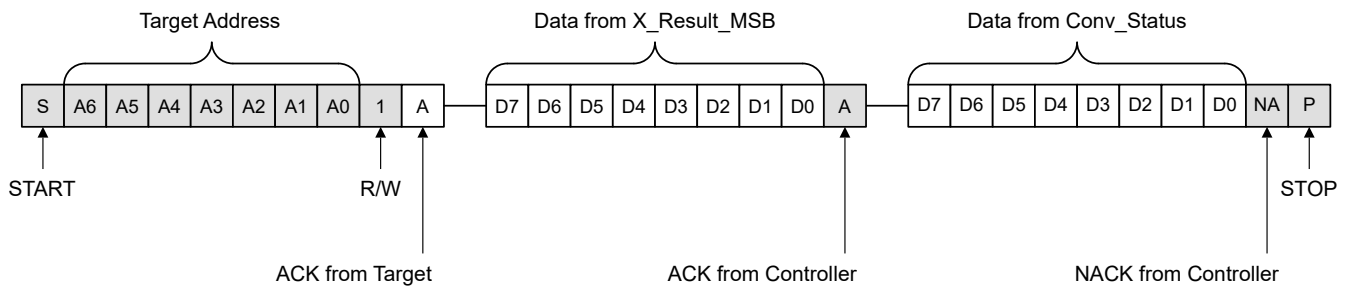 Target Address Data from X_Result_MSB Data from Conv_Status
S A6 A5 A4 A3 A2 A1 A0 1 A D7 D6 D5 D4 D3 D2 D1 D0 A D7 D6 D5 D4 D3 D2 D1 D0 NA P
START R/W STOP
ACK from Target ACK from Controller NACK from Controller